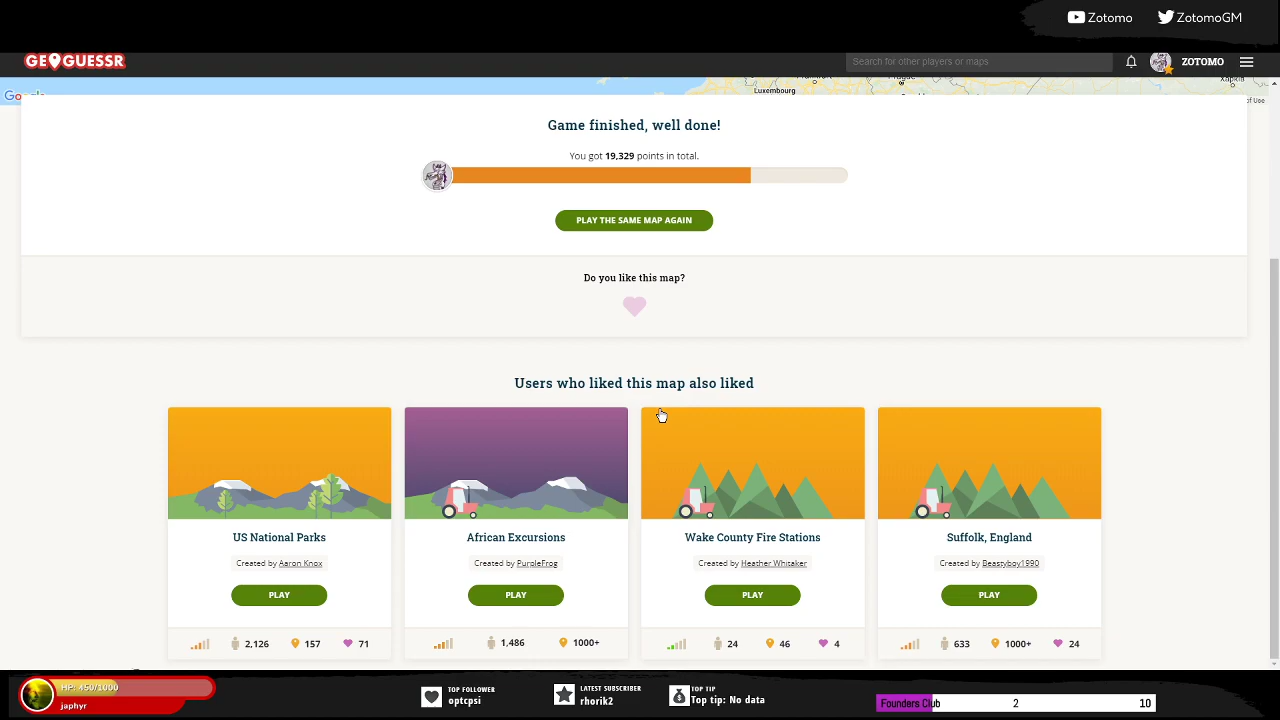 Zotomo
ZotomoGM
GEOGUESSR
Search for other players or maps
ZOTOMO
Luxembourg
of Use
Game finished, well done!
You got 19,329 points in total.
PLAY THE SAME MAP AGAIN
Do you like this map?
Users who liked this map also liked
US National Parks
African Excursions
Wake County Fire Stations
Suffolk, England
Created by Aaron Knox
Created by PurpleFrog
Created by Heather Whitaker
Created by Beastyboy1990
PLAY
PLAY
PLAY
PLAY
2,126 157 71
1,486 1000+
24 46 4
633 1000+ 24
HP: 450/1000
japhyr
TOP FOLLOWER
optcpsi
LATEST SUBSCRIBER
rhorik2
TOP TIP
Top tip: No data
Founders Club 2 10